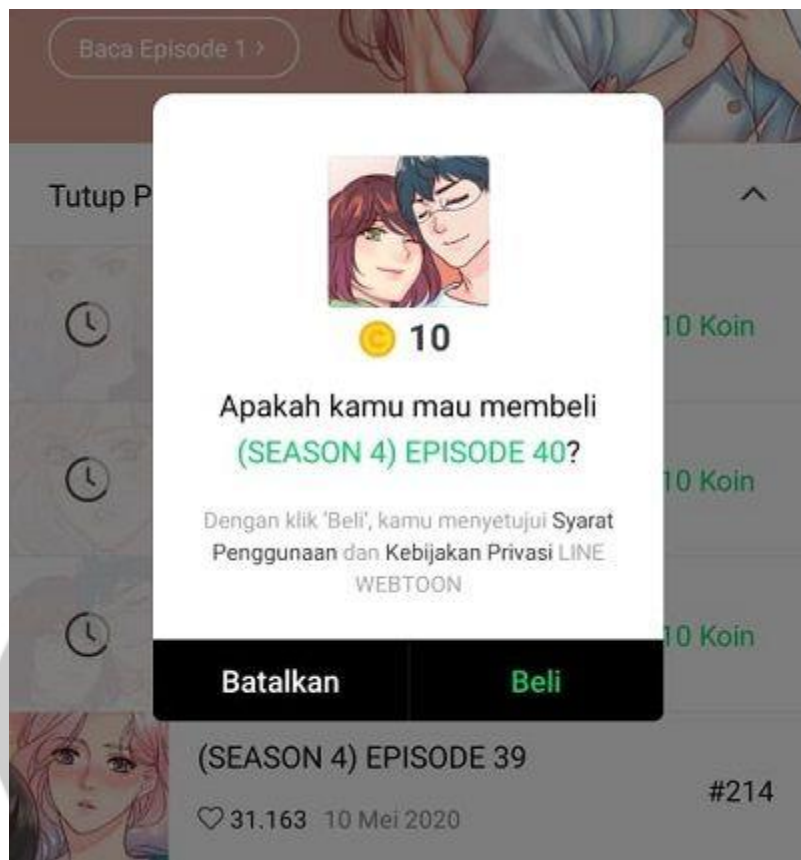 Baca Episode 1 >
Tutup P
10
Apakah kamu mau membeli
(SEASON 4) EPISODE 40?
10 Koin
10 Koin
Dengan klik 'Beli', kamu menyetujui Syarat
Penggunaan dan Kebijakan Privasi LINE
WEBTOON
10 Koin
Batalkan
Beli
(SEASON 4) EPISODE 39
#214
31.163 10 Mei 2020